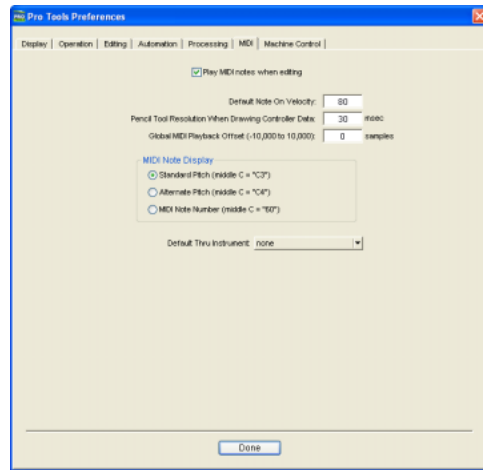 Pro Tools Preferences
Display | Operation | Editing | Automation | Processing | MIDI | Machine Control |
Play MIDI notes when editing
Default Note On Velocity: 80
Pencil Tool Resolution When Drawing Controller Data: 30 msec
Global MIDI Playback Offset (-10,000 to 10,000): 0 samples
MIDI Note Display
Standard Pitch (middle C = "C3")
Alternate Pitch (middle C = "C4")
MIDI Note Number (middle C = "60")
Default Thru Instrument: none
Done